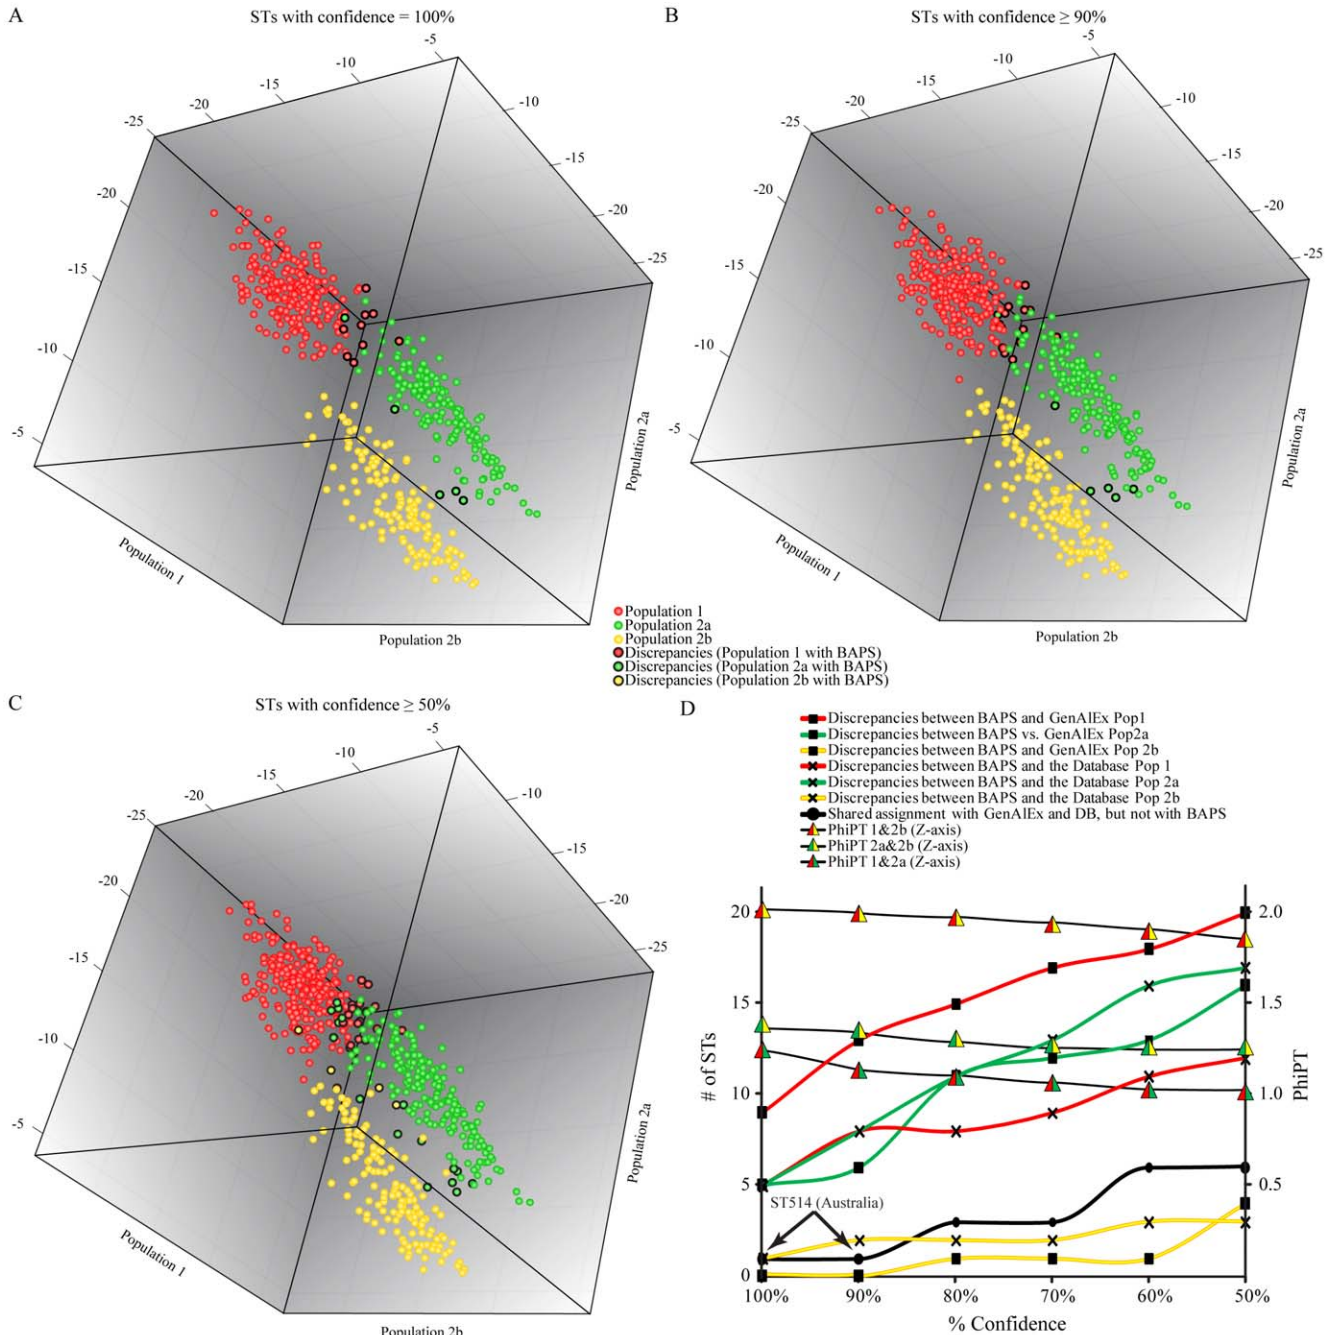 A
STs with confidence = 100%
-5
-10
-15
-20
-25
-10
-15
-20
-25
-20
-15
-10
-5
Population 1
Population 2b
Population 2a
B
STs with confidence ≥ 90%
-5
-10
-15
-20
-25
-10
-15
-20
-25
-20
-15
-10
-5
Population 1
Population 2b
Population 2a
Population 1
Population 2a
Population 2b
Discrepancies (Population 1 with BAPS)
Discrepancies (Population 2a with BAPS)
Discrepancies (Population 2b with BAPS)
C
STs with confidence ≥ 50%
-5
-10
-15
-20
-25
-10
-15
-20
-25
-20
-15
-10
-5
Population 1
Population 2b
Population 2a
D
Discrepancies between BAPS and GenAlEx Pop1
Discrepancies between BAPS vs. GenAlEx Pop2a
Discrepancies between BAPS and GenAlEx Pop 2b
Discrepancies between BAPS and the Database Pop 1
Discrepancies between BAPS and the Database Pop 2a
Discrepancies between BAPS and the Database Pop 2b
Shared assignment with GenAlEx and DB, but not with BAPS
PhiPT 1&2b (Z-axis)
PhiPT 2a&2b (Z-axis)
PhiPT 1&2a (Z-axis)
20
15
10
5
0
# of STs
2.0
1.5
1.0
0.5
PhiPT
ST514 (Australia)
100% 90% 80% 70% 60% 50%
% Confidence